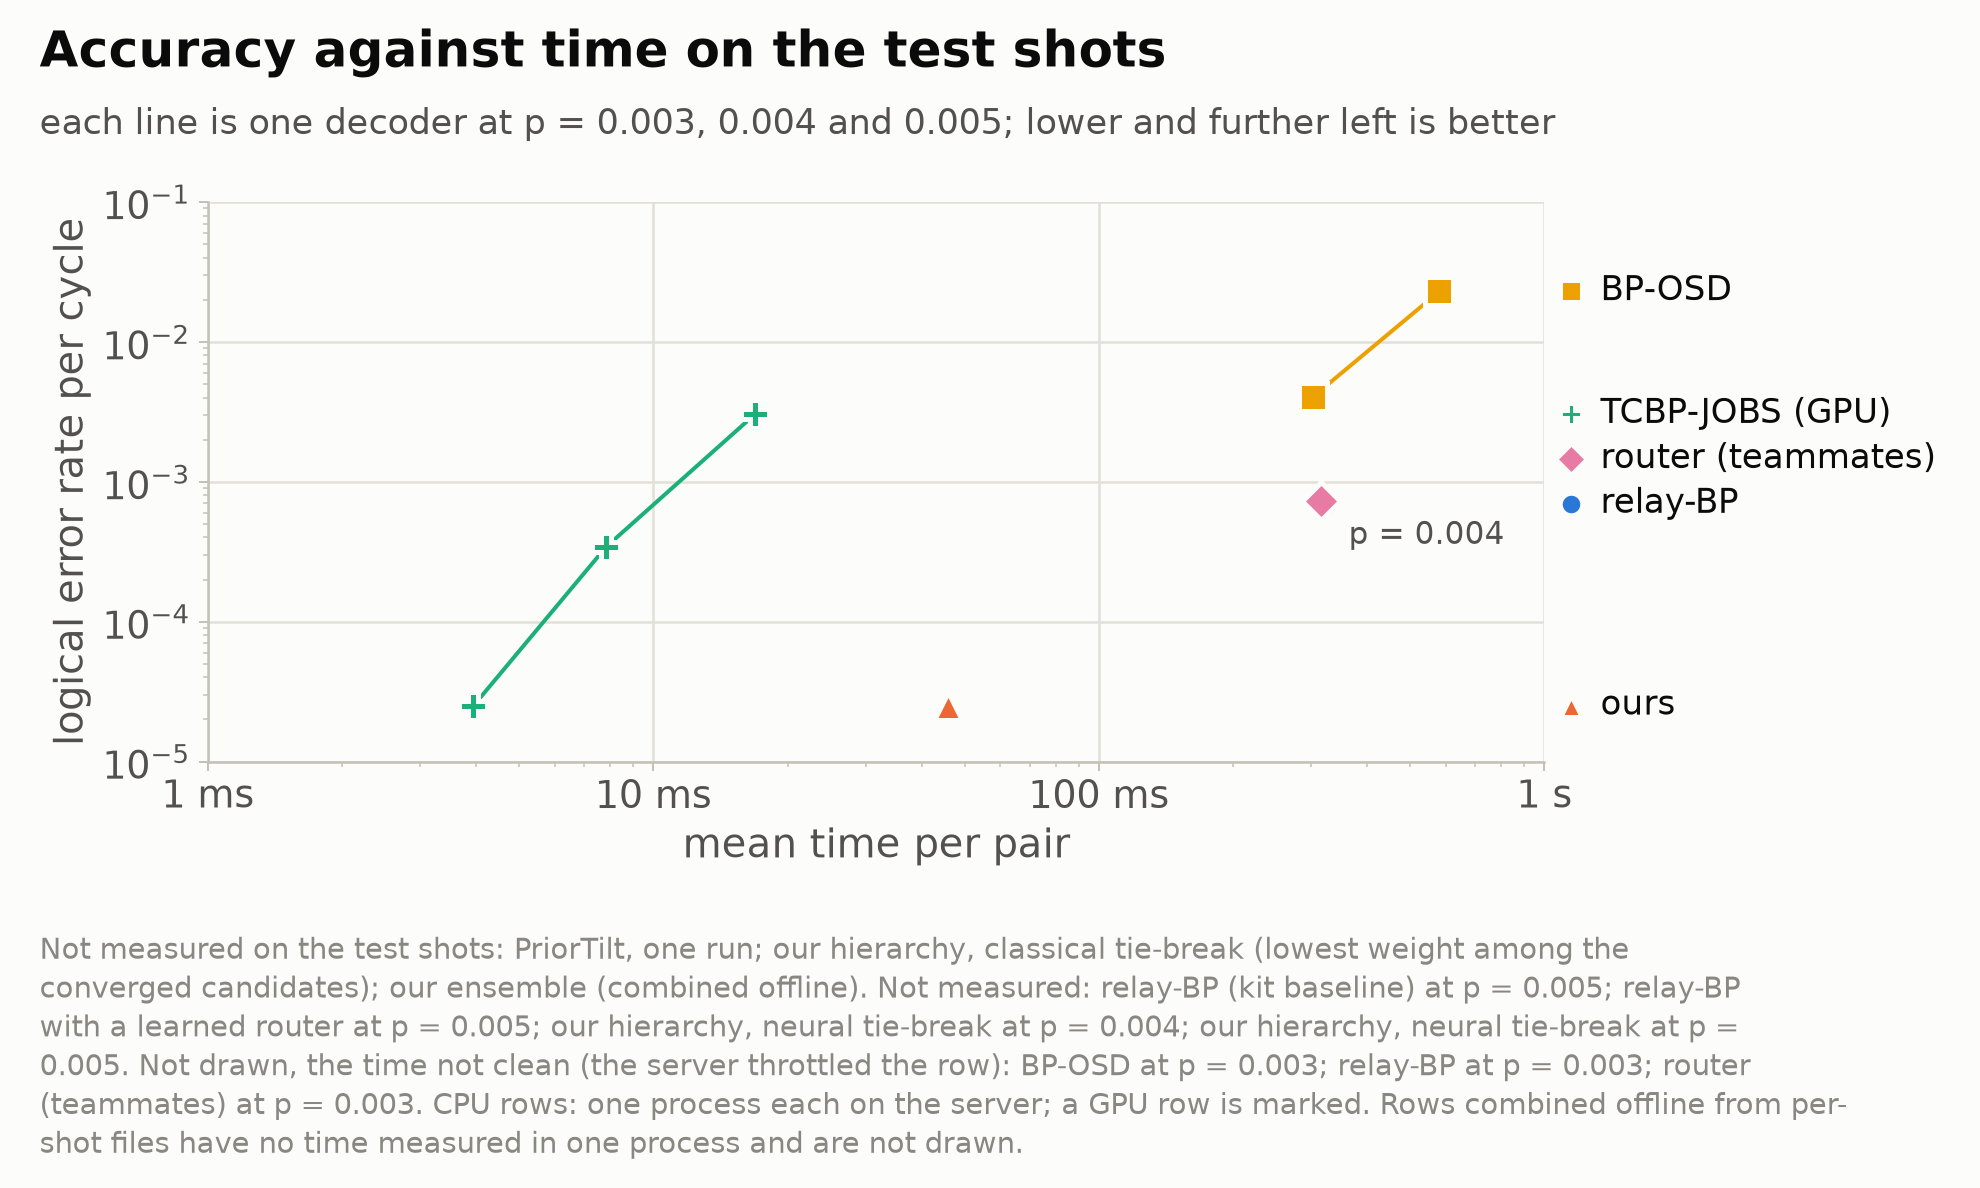 Accuracy against time on the test shots
each line is one decoder at p = 0.003, 0.004 and 0.005; lower and further left is better
logical error rate per cycle
10⁻¹
10⁻²
10⁻³
10⁻⁴
10⁻⁵
BP-OSD
TCBP-JOBS (GPU)
router (teammates)
relay-BP
p = 0.004
ours
1 ms
10 ms
100 ms
1 s
mean time per pair
Not measured on the test shots: PriorTilt, one run; our hierarchy, classical tie-break (lowest weight among the
converged candidates); our ensemble (combined offline). Not measured: relay-BP (kit baseline) at p = 0.005; relay-BP
with a learned router at p = 0.005; our hierarchy, neural tie-break at p = 0.004; our hierarchy, neural tie-break at p =
0.005. Not drawn, the time not clean (the server throttled the row): BP-OSD at p = 0.003; relay-BP at p = 0.003; router
(teammates) at p = 0.003. CPU rows: one process each on the server; a GPU row is marked. Rows combined offline from per-
shot files have no time measured in one process and are not drawn.